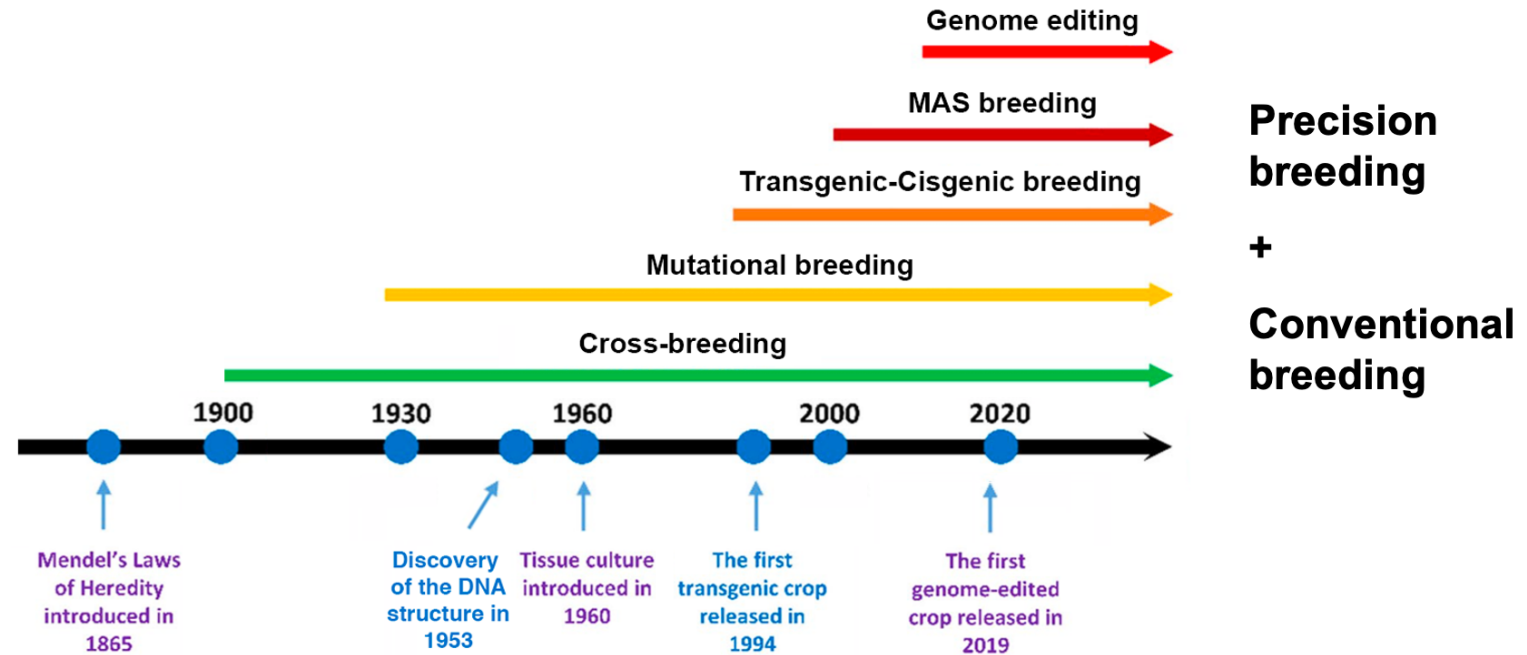 Genome editing
MAS breeding
Transgenic-Cisgenic breeding
Mutational breeding
Cross-breeding
Precision
breeding
+
Conventional
breeding
1900
1930
1960
2000
2020
Mendel's Laws
of Heredity
introduced in
1865
Discovery
of the DNA
structure in
1953
Tissue culture
introduced in
1960
The first
transgenic crop
released in
1994
The first
genome-edited
crop released in
2019